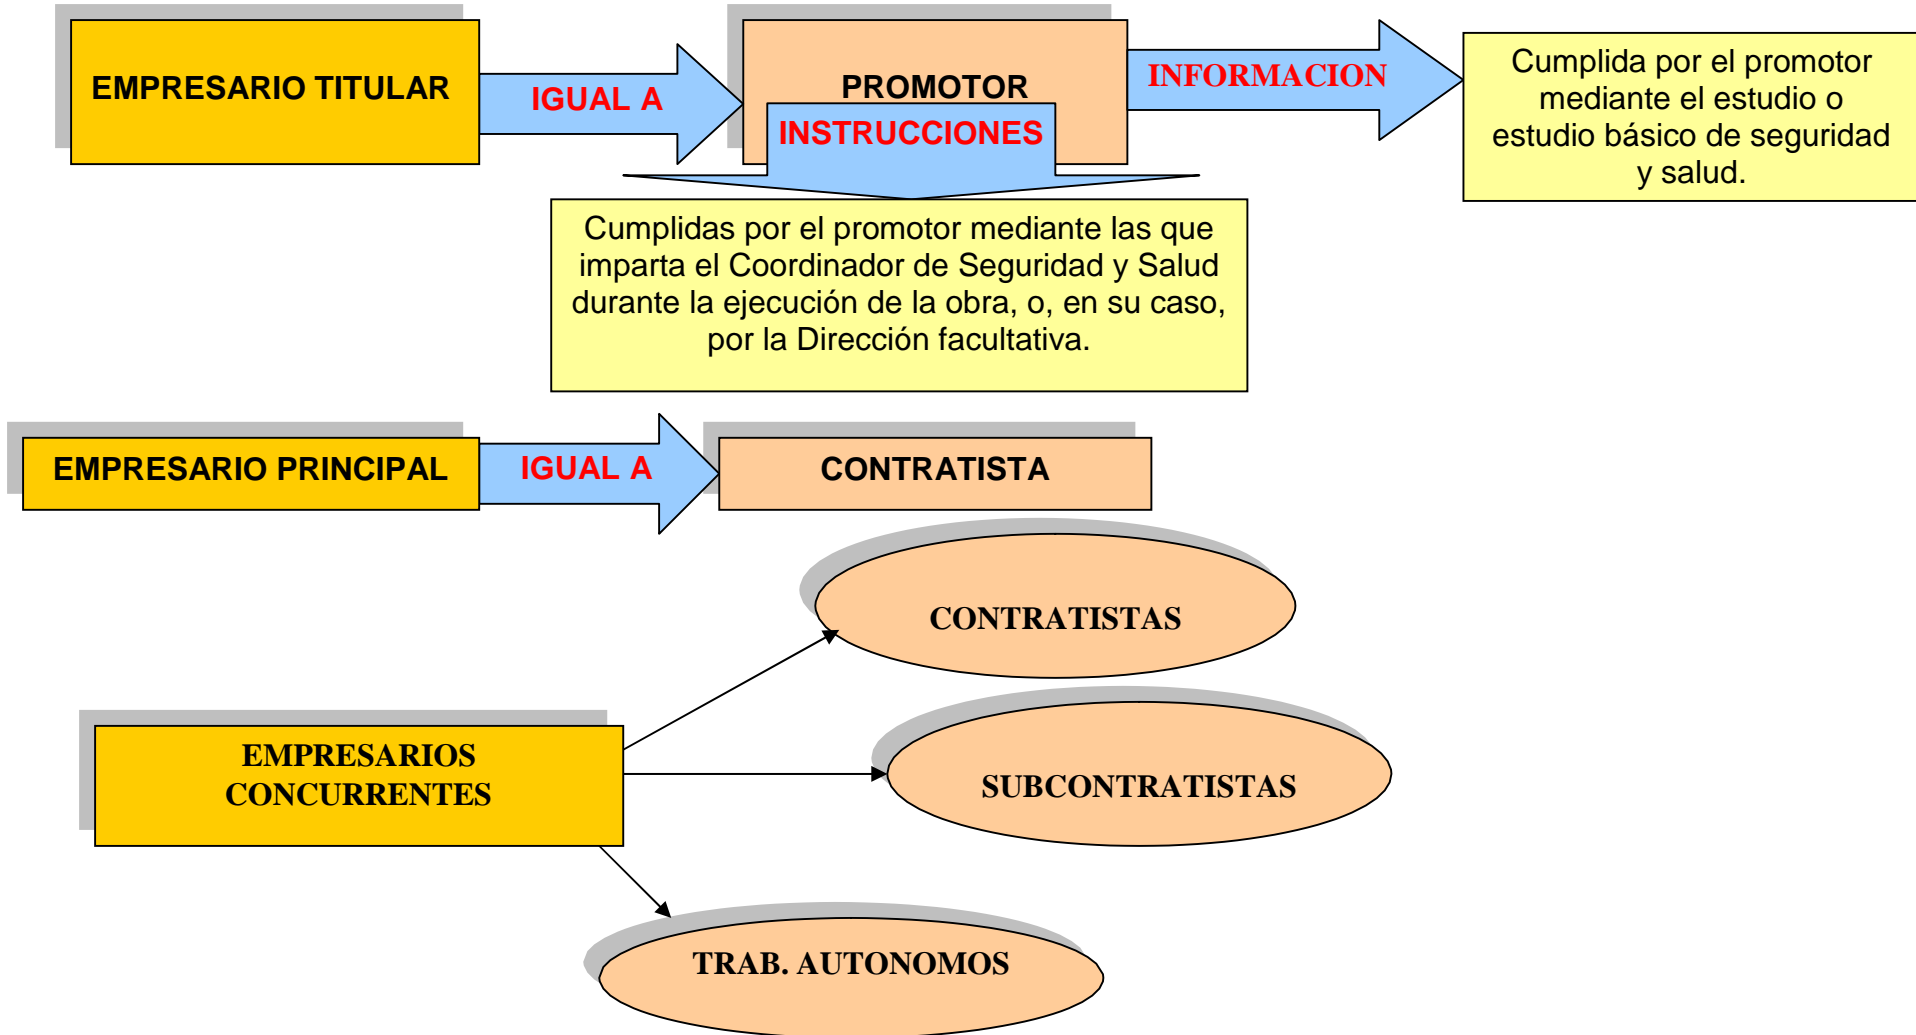 EMPRESARIO TITULAR
IGUAL A
PROMOTOR
INSTRUCCIONES
INFORMACION
Cumplida por el promotor
mediante el estudio o
estudio básico de seguridad
y salud.
Cumplidas por el promotor mediante las que
imparta el Coordinador de Seguridad y Salud
durante la ejecución de la obra, o, en su caso,
por la Dirección facultativa.
EMPRESARIO PRINCIPAL
IGUAL A
CONTRATISTA
CONTRATISTAS
EMPRESARIOS
CONCURRENTES
SUBCONTRATISTAS
TRAB. AUTONOMOS